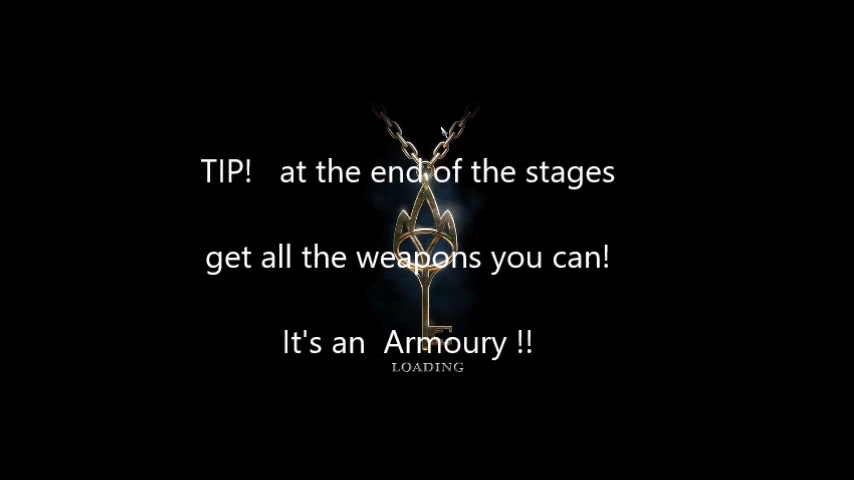 TIP! at the end of the stages
get all the weapons you can!
It's an Armoury !!
LOADING